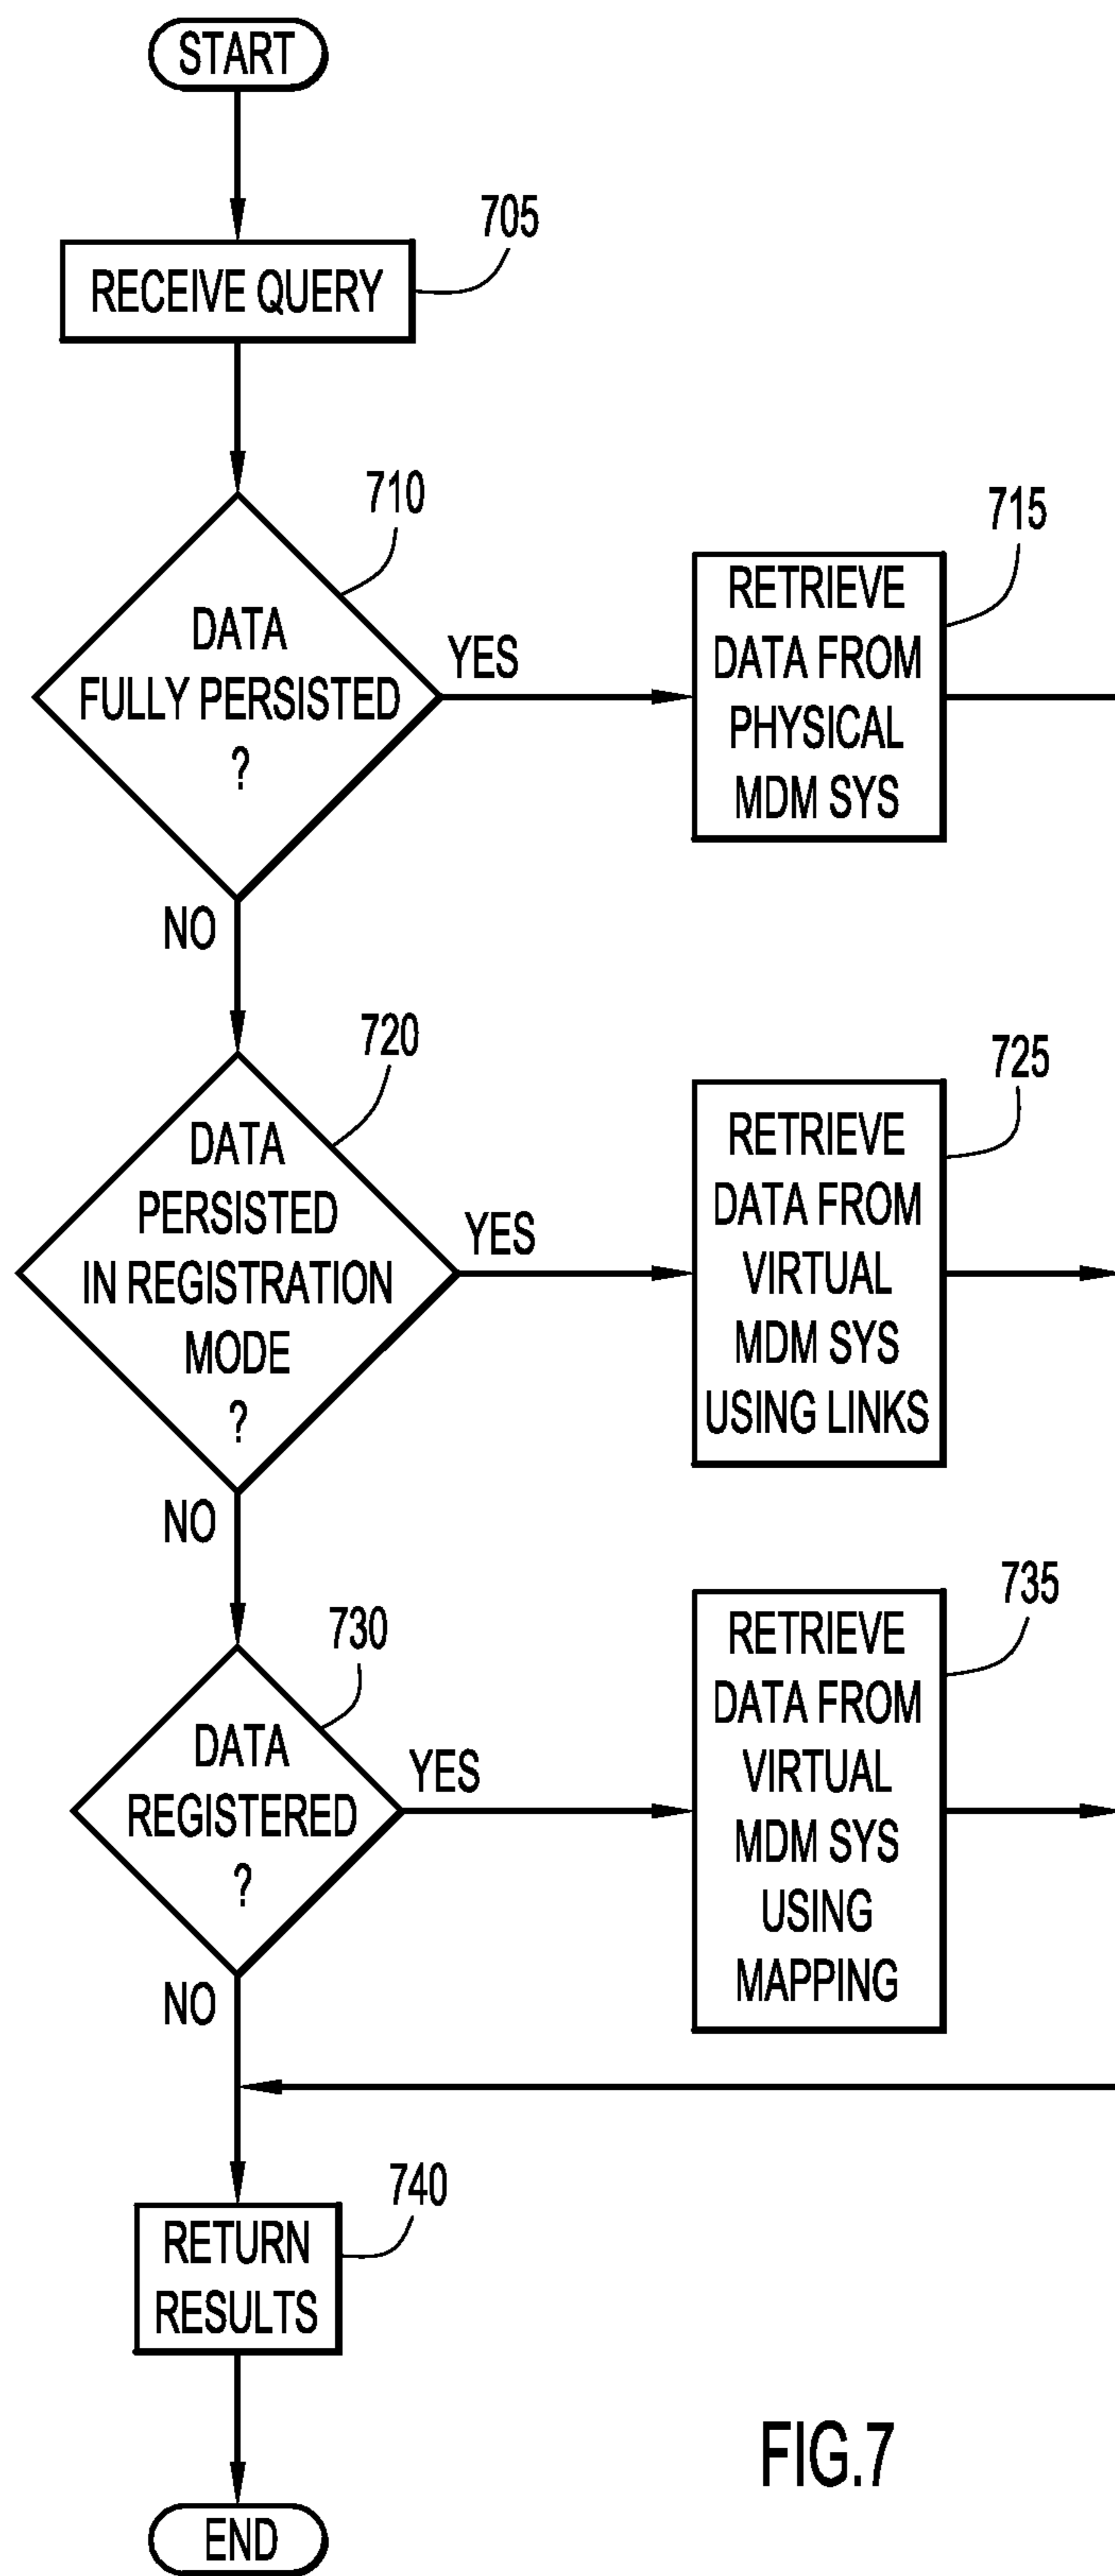 START
705
RECEIVE QUERY
710
DATA
FULLY PERSISTED
?
YES
715
RETRIEVE
DATA FROM
PHYSICAL
MDM SYS
NO
720
DATA
PERSISTED
IN REGISTRATION
MODE
?
YES
725
RETRIEVE
DATA FROM
VIRTUAL
MDM SYS
USING LINKS
NO
730
DATA
REGISTERED
?
YES
735
RETRIEVE
DATA FROM
VIRTUAL
MDM SYS
USING
MAPPING
NO
740
RETURN
RESULTS
END
FIG.7